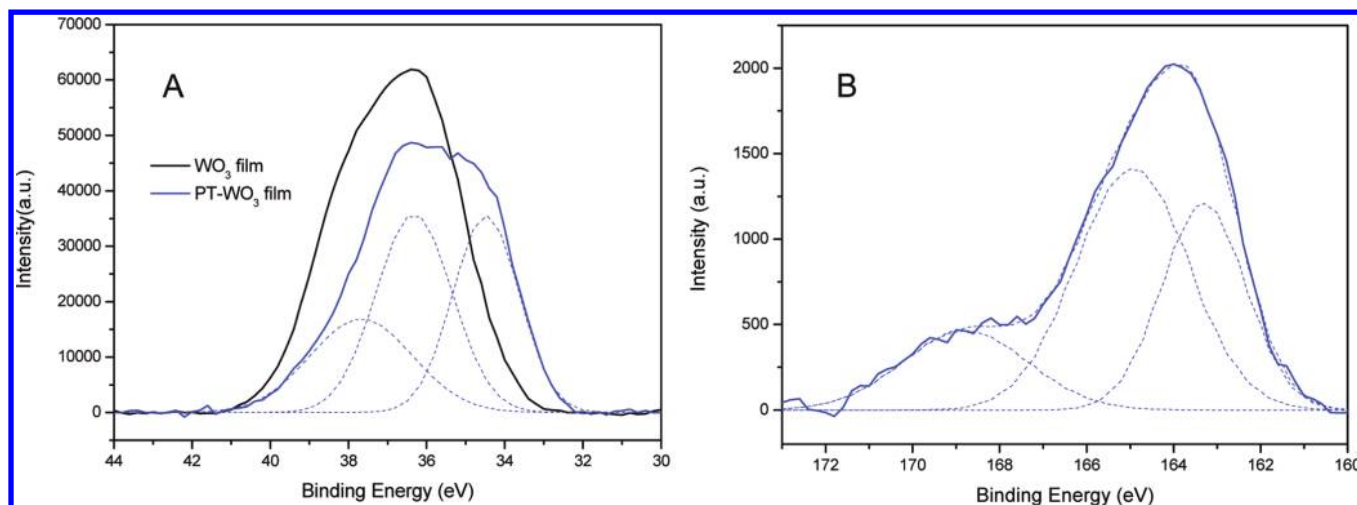 A
WO₃ film
PT-WO₃ film
Intensity(a.u.)
70000
60000
50000
40000
30000
20000
10000
0
44 42 40 38 36 34 32 30
Binding Energy (eV)
B
Intensity (a.u.)
2000
1500
1000
500
0
172 170 168 166 164 162 160
Binding Energy (eV)